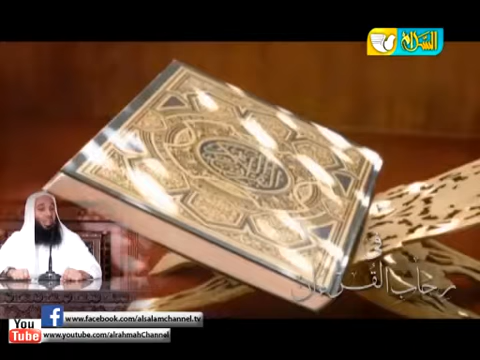 السلام
في
رحاب القرآن
www.facebook.com/alsalamchannel.tv
You
Tube
www.youtube.com/alrahmahChannel